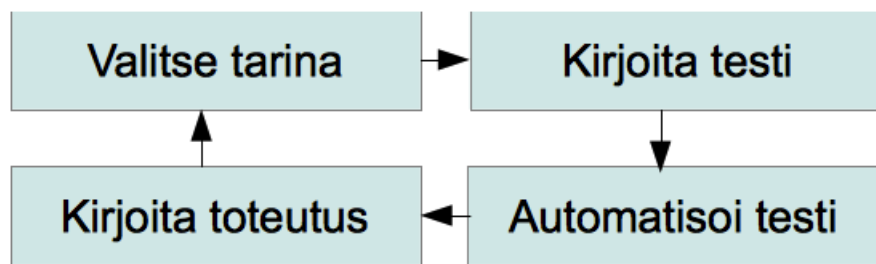 Valitse tarina
Kirjoita testi
Kirjoita toteutus
Automatisoi testi